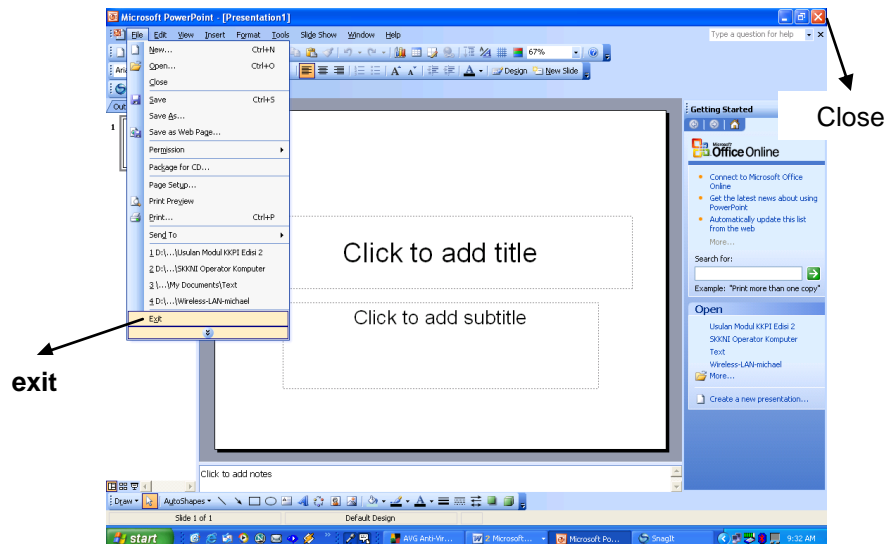 Microsoft PowerPoint - [Presentation1]
File Edit View Insert Format Tools Slide Show Window Help
Type a question for help
67%
Design New Slide
New... Ctrl+N
Open... Ctrl+O
Close
Save Ctrl+S
Save As...
Save as Web Page...
Permission
Package for CD...
Page Setup...
Print Preview
Print... Ctrl+P
Send To
1 D:\...\Usulan Modul KKPI Edisi 2
2 D:\...\SKKNI Operator Komputer
3 \...\My Documents\Text
4 D:\...\Wireless-LAN-michael
Exit
exit
Close
1
Click to add title
Click to add subtitle
Click to add notes
Getting Started
Microsoft
Office Online
Connect to Microsoft Office
Online
Get the latest news about using
PowerPoint
Automatically update this list
from the web
More...
Search for:
Example: "Print more than one copy"
Open
Usulan Modul KKPI Edisi 2
SKKNI Operator Komputer
Text
Wireless-LAN-michael
More...
Create a new presentation...
Draw AutoShapes
Slide 1 of 1 Default Design
start AVG Anti-Vir... 2 Microsoft... Microsoft Po... SnagIt 9:32 AM